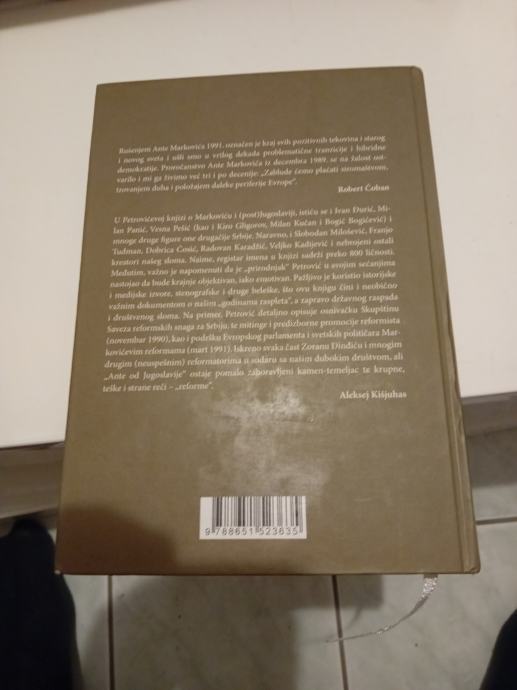 Rušenjem Ante Markovića 1991. označen je kraj svih pozitivnih tekovina i starog
i novog sveta i ušli smo u vrtlog dekada problematične tranzicije i hibridne
demokratije. Proročanstvo Ante Markovića iz decembra 1989. se na žalost ost-
varilo i mi ga živimo već tri i po decenije: „Zablude ćemo plaćati siromaštvom,
trovanjem duha i položajem daleke periferije Evrope".
Robert Čoban
U Petrovićevoj knjizi o Markoviću i (post)Jugoslaviji, ističu se i Ivan Đurić, Mi-
lan Panić, Vesna Pešić (kao i Kiro Gligorov, Milan Kučan i Bogić Bogićević) i
mnoge druge figure one drugačije Srbije. Naravno, i Slobodan Milošević, Franjo
Tuđman, Dobrica Ćosić, Radovan Karadžić, Veljko Kadijević i nebrojeni ostali
kreatori našeg sloma. Naime, registar imena u knjizi sadrži preko 800 ličnosti.
Međutim, važno je napomenuti da je „prirodnjak" Petrović u svojim sećanjima
nastojao da bude krajnje objektivan, iako emotivan. Pažljivo je koristio istorijske
i medijske izvore, stenografske i druge beleške, što ovu knjigu čini i neobično
važnim dokumentom o našim „godinama raspleta", a zapravo državnog raspada
i društvenog sloma. Na primer, Petrović detaljno opisuje osnivačku Skupštinu
Saveza reformskih snaga za Srbiju, te mitinge i predizborne promocije reformista
(novembar 1990), kao i podršku Evropskog parlamenta i svetskih političara Mar-
kovićevim reformama (mart 1991). Iskreno svaka čast Zoranu Đinđiću i mnogim
drugim (neuspešnim) reformatorima u sudaru sa našim dubokim društvom, ali
„Ante od Jugoslavije" ostaje pomalo zaboravljeni kamen-temeljac te krupne,
teške i strane reči – „reforme".
Aleksej Kišjuhas
9 788651 523635